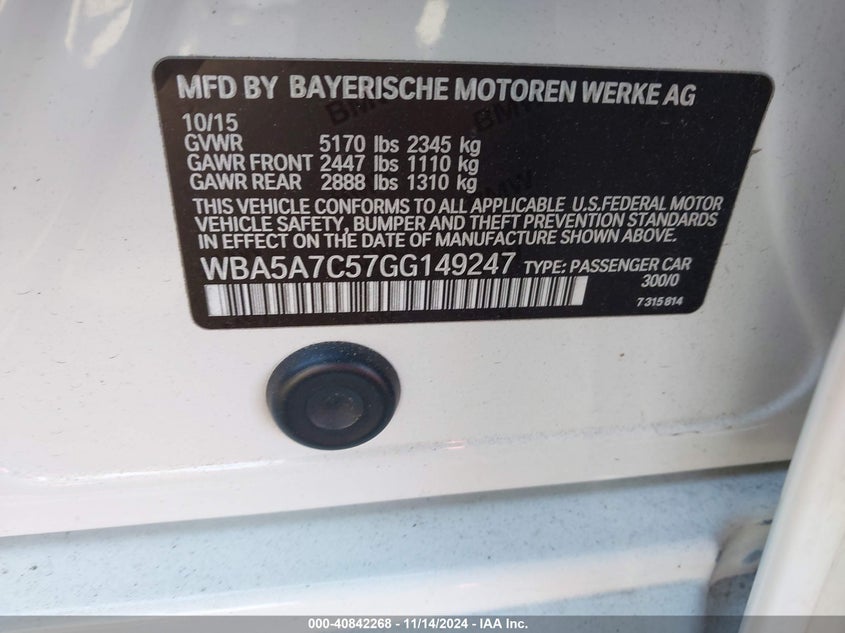 MFD BY BAYERISCHE MOTOREN WERKE AG
10/15
GVWR 5170 lbs 2345 kg
GAWR FRONT 2447 lbs 1110 kg
GAWR REAR 2888 lbs 1310 kg
THIS VEHICLE CONFORMS TO ALL APPLICABLE U.S.FEDERAL MOTOR
VEHICLE SAFETY, BUMPER AND THEFT PREVENTION STANDARDS
IN EFFECT ON THE DATE OF MANUFACTURE SHOWN ABOVE.
WBA5A7C57GG149247 TYPE: PASSENGER CAR
300/0
7 315 814
000-40842268 - 11/14/2024 - IAA Inc.